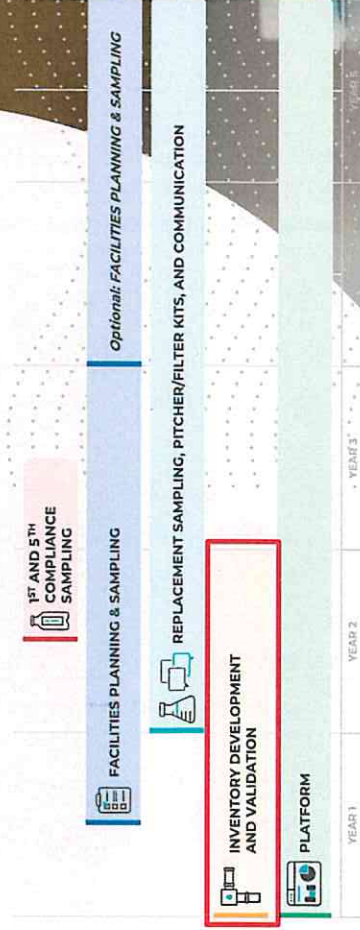 1ST AND 5TH
COMPLIANCE
SAMPLING
FACILITIES PLANNING & SAMPLING
Optional: FACILITIES PLANNING & SAMPLING
REPLACEMENT SAMPLING, PITCHER/FILTER KITS, AND COMMUNICATION
INVENTORY DEVELOPMENT
AND VALIDATION
PLATFORM
YEAR 1
YEAR 2
YEAR 3